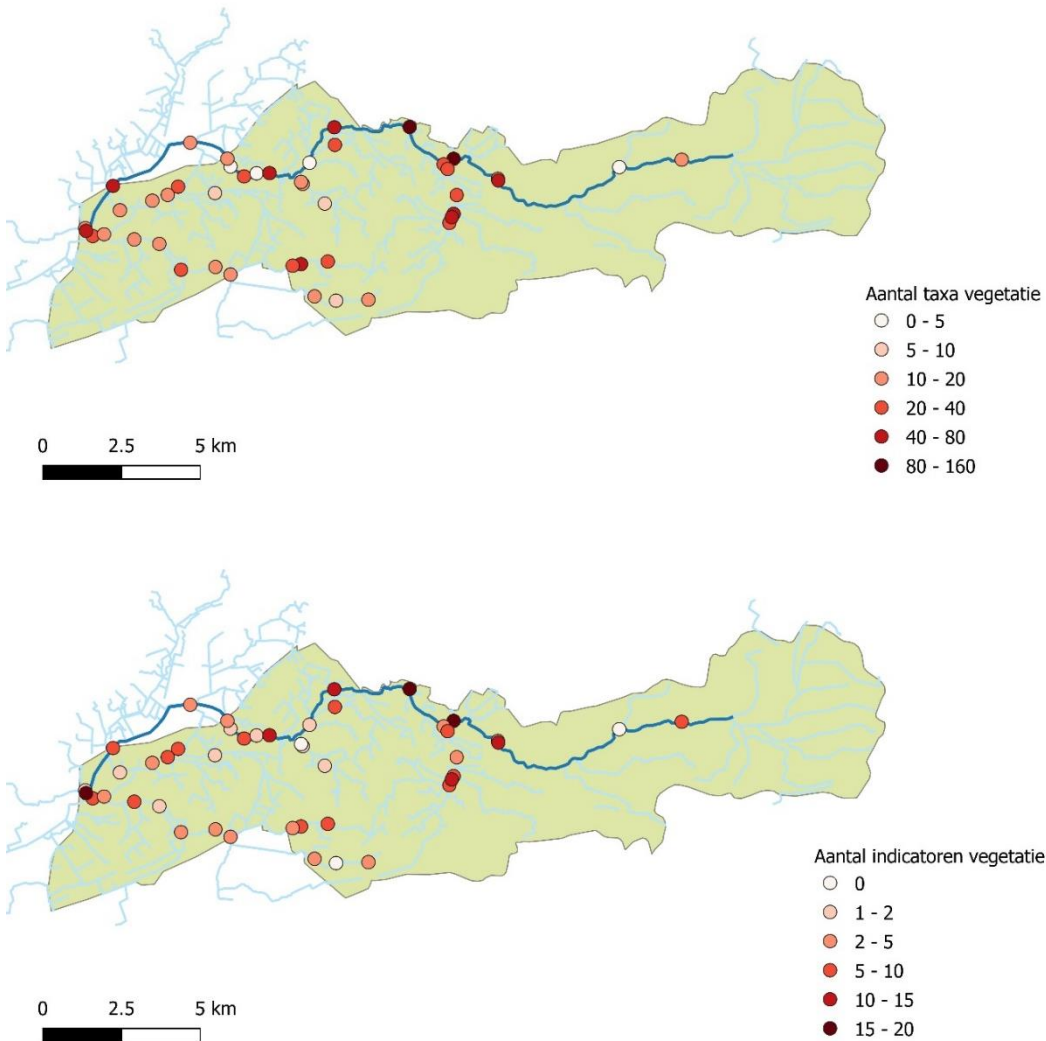 Aantal taxa vegetatie
0 - 5
5 - 10
10 - 20
20 - 40
40 - 80
80 - 160
0 2.5 5 km
Aantal indicatoren vegetatie
0
1 - 2
2 - 5
5 - 10
10 - 15
15 - 20
0 2.5 5 km